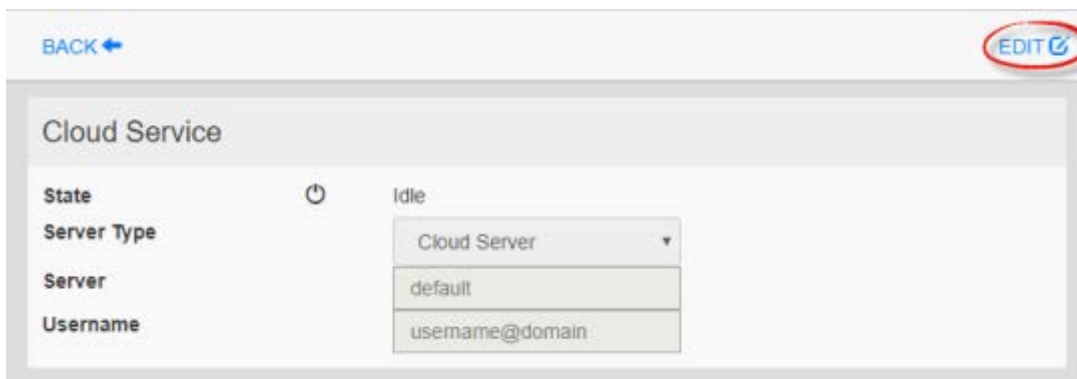 BACK
EDIT
Cloud Service
State Idle
Server Type Cloud Server
Server default
Username username@domain